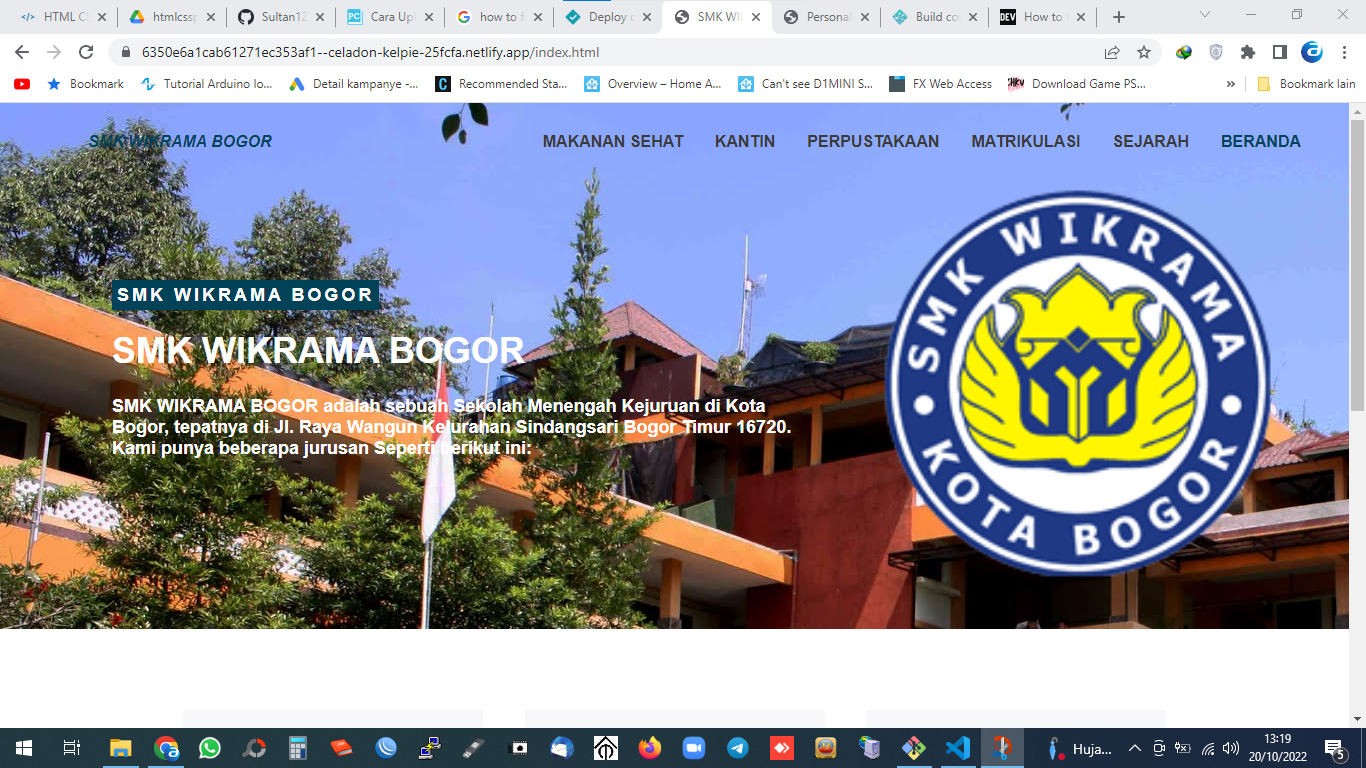 HTML CS
htmlcssp
Sultan12
Cara Upl
how to f
Deploy
SMK WI
Personal
Build co
DEV
How to
6350e6a1cab61271ec353af1--celadon-kelpie-25fcfa.netlify.app/index.html
Bookmark
Tutorial Arduino lo...
Detail kampanye -...
Recommended Sta...
Overview – Home A...
Can't see D1MINI S...
FX Web Access
Download Game PS...
»
Bookmark lain
SMK WIKRAMA BOGOR
MAKANAN SEHAT KANTIN PERPUSTAKAAN MATRIKULASI SEJARAH BERANDA
SMK WIKRAMA BOGOR
SMK WIKRAMA BOGOR
SMK WIKRAMA BOGOR adalah sebuah Sekolah Menengah Kejuruan di Kota
Bogor, tepatnya di Jl. Raya Wangun Kelurahan Sindangsari Bogor Timur 16720.
Kami punya beberapa jurusan Seperti berikut ini:
SMK WIKRAMA
KOTA BOGOR
Huja...
13:19
20/10/2022
5